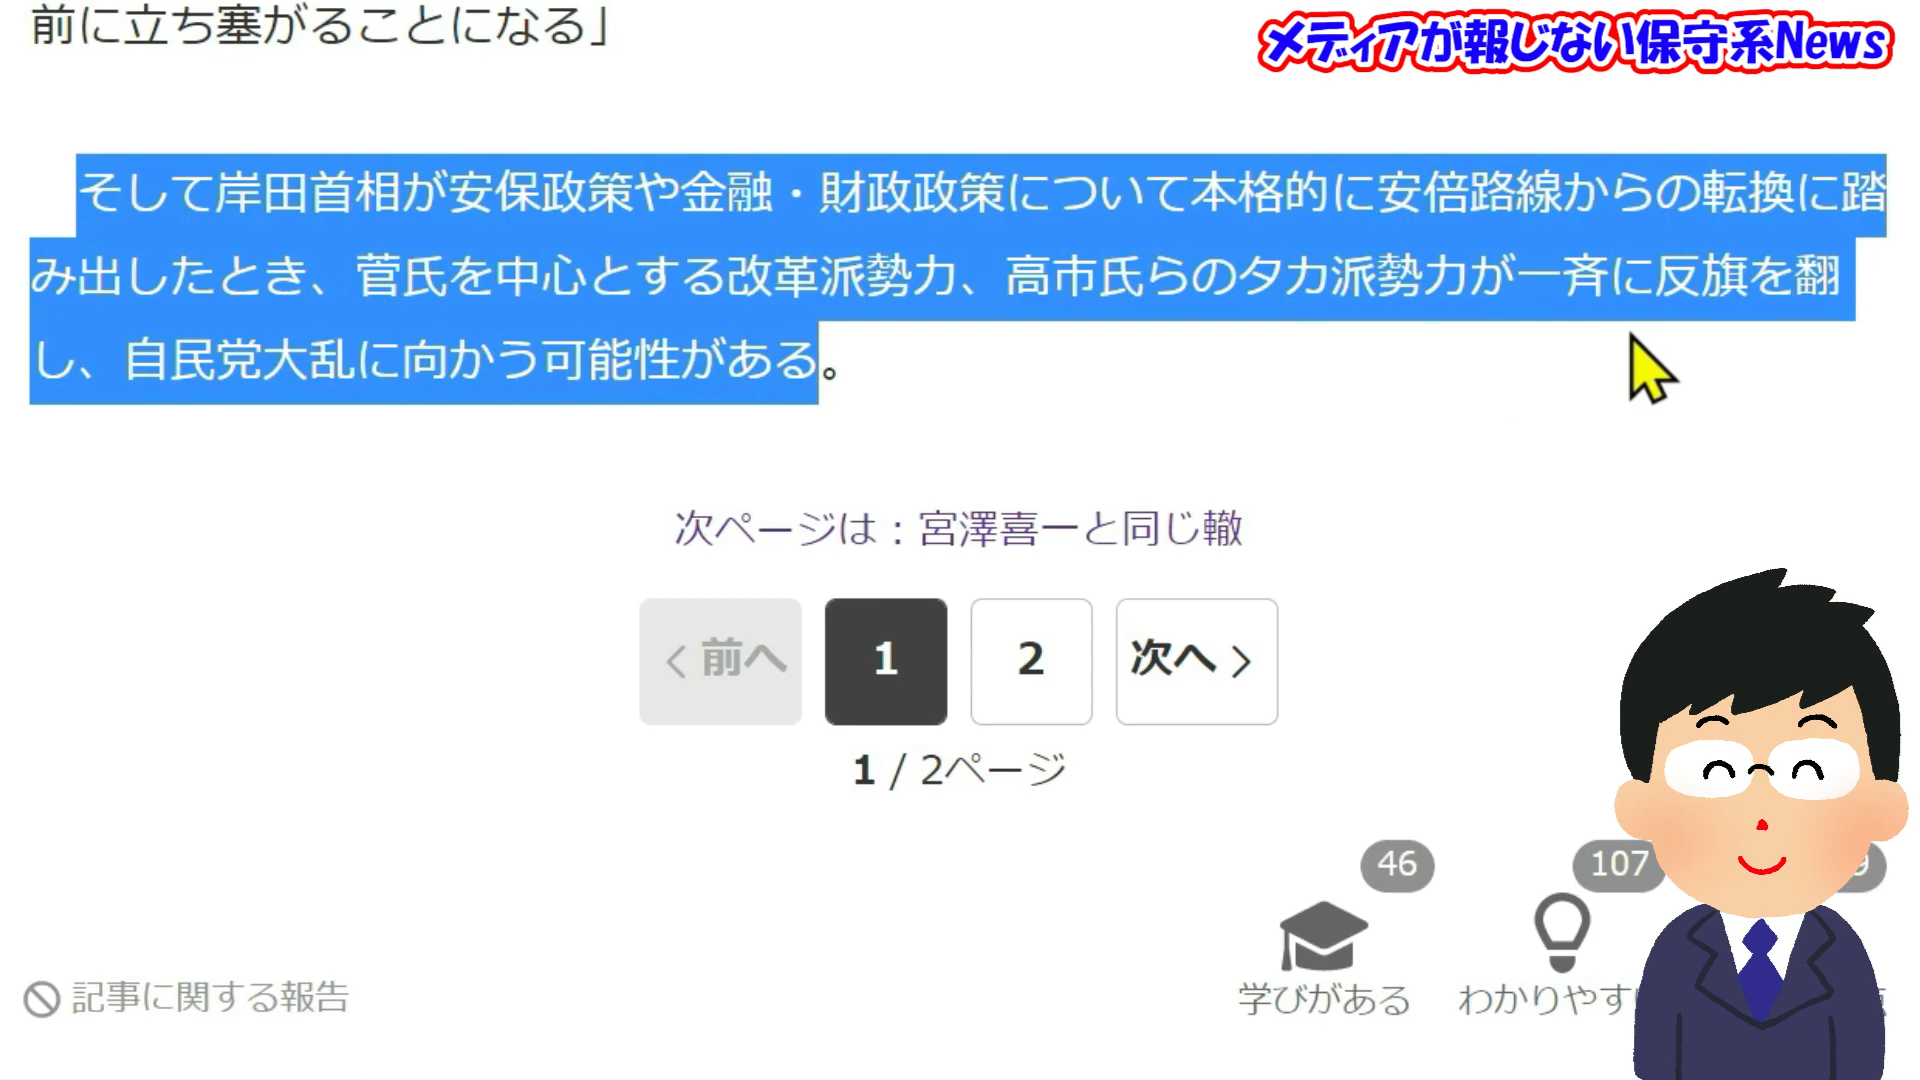 前に立ち塞がることになる」
メディアが報じない保守系News
そして岸田首相が安保政策や金融・財政政策について本格的に安倍路線からの転換に踏
み出したとき、菅氏を中心とする改革派勢力、高市氏らのタカ派勢力が一斉に反旗を翻
し、自民党大乱に向かう可能性がある。
次ページは：宮澤喜一と同じ轍
前へ 1 2 次へ
1 / 2ページ
46 107
学びがある わかりやす
記事に関する報告